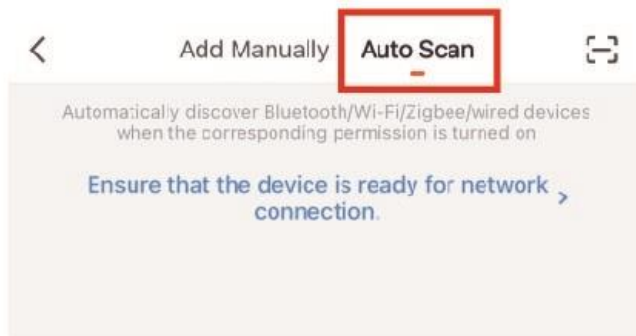 Add Manually Auto Scan
Automatically discover Bluetooth/Wi-Fi/Zigbee/wired devices
when the corresponding permission is turned on
Ensure that the device is ready for network
connection.